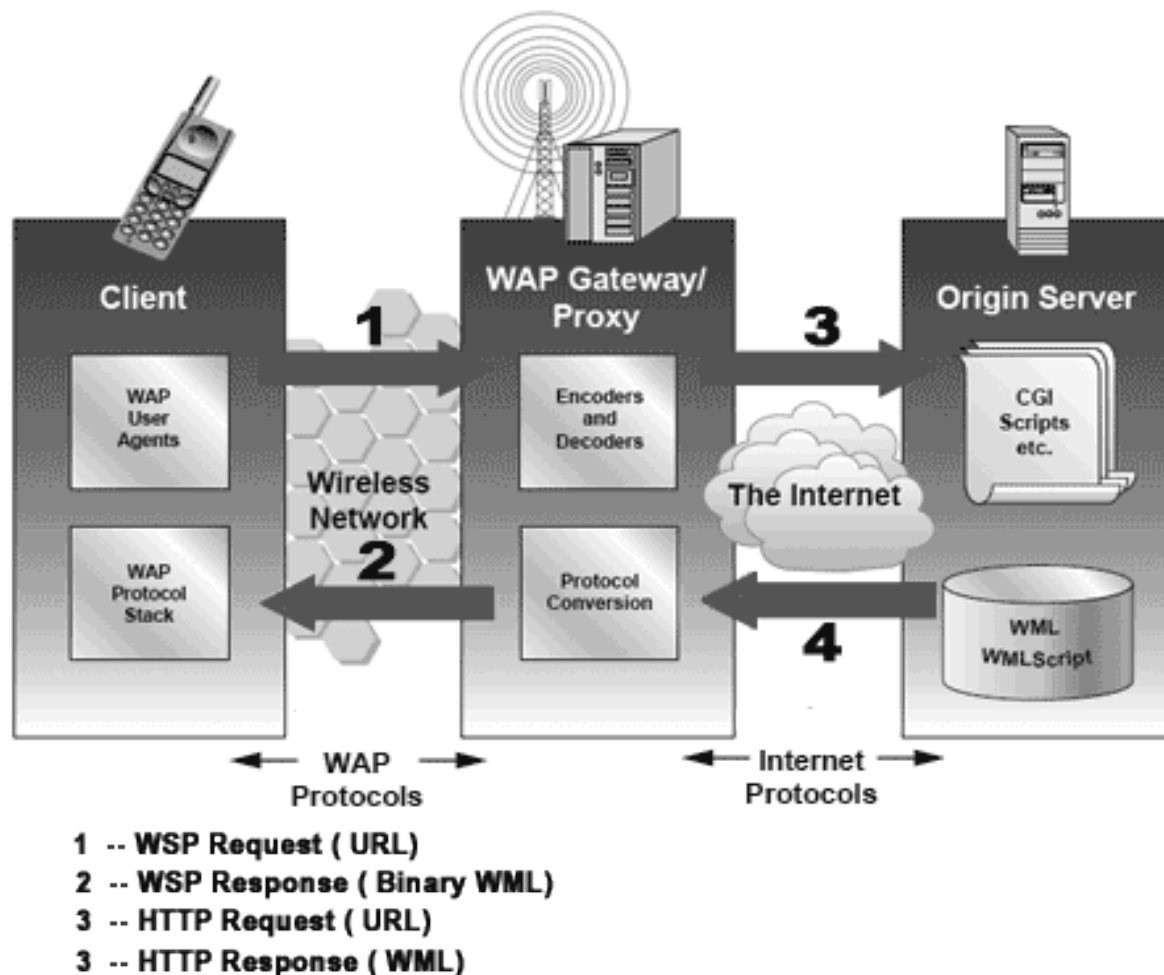 Client
WAP Gateway/
Proxy
Origin Server
1
3
WAP
User
Agents
Encoders
and
Decoders
CGI
Scripts
etc.
Wireless
Network
The Internet
2
4
WAP
Protocol
Stack
Protocol
Conversion
WML
WMLScript
WAP
Protocols
Internet
Protocols
1 -- WSP Request ( URL)
2 -- WSP Response ( Binary WML)
3 -- HTTP Request ( URL)
3 -- HTTP Response ( WML)